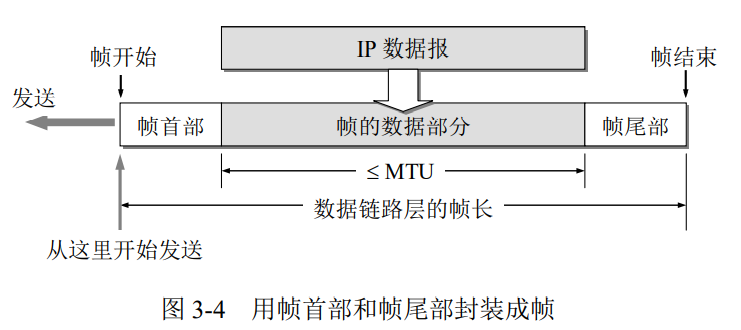 IP 数据报
帧开始
帧结束
发送
帧首部
帧的数据部分
帧尾部
≤ MTU
数据链路层的帧长
从这里开始发送
图 3-4 用帧首部和帧尾部封装成帧